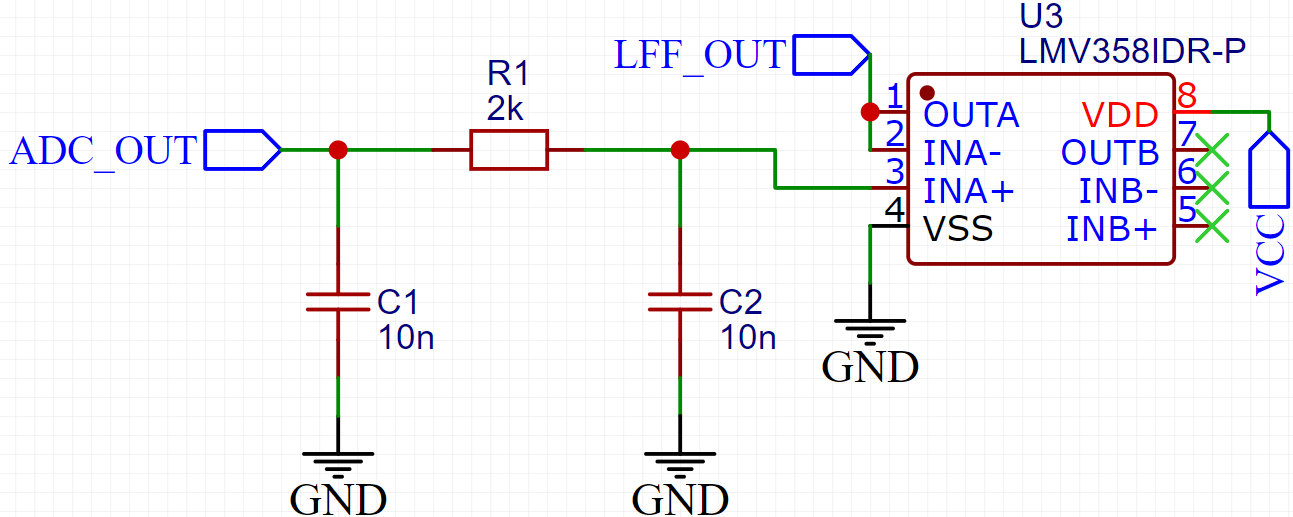 U3
LMV358IDR-P
LFF_OUT
R1
2k
ADC_OUT
1
OUTA
2
INA-
3
INA+
4
VSS
8
VDD
7
OUTB
6
INB-
5
INB+
VCC
C1
10n
C2
10n
GND
GND
GND